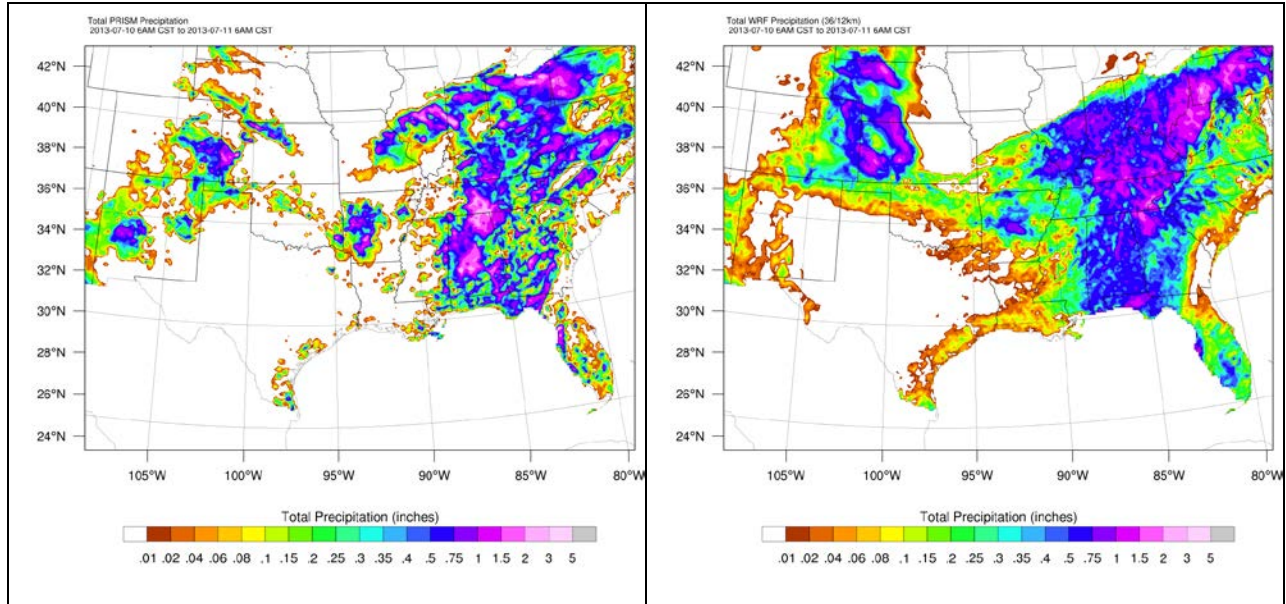 Total PRISM Precipitation
2013-07-10 6AM CST to 2013-07-11 6AM CST
42°N
40°N
38°N
36°N
34°N
32°N
30°N
28°N
26°N
24°N
105°W 100°W 95°W 90°W 85°W 80°W
Total Precipitation (inches)
.01 .02 .04 .06 .08 .1 .15 .2 .25 .3 .35 .4 .5 .75 1 1.5 2 3 5
Total WRF Precipitation (36/12km)
2013-07-10 6AM CST to 2013-07-11 6AM CST
42°N
40°N
38°N
36°N
34°N
32°N
30°N
28°N
26°N
24°N
105°W 100°W 95°W 90°W 85°W 80°W
Total Precipitation (inches)
.01 .02 .04 .06 .08 .1 .15 .2 .25 .3 .35 .4 .5 .75 1 1.5 2 3 5